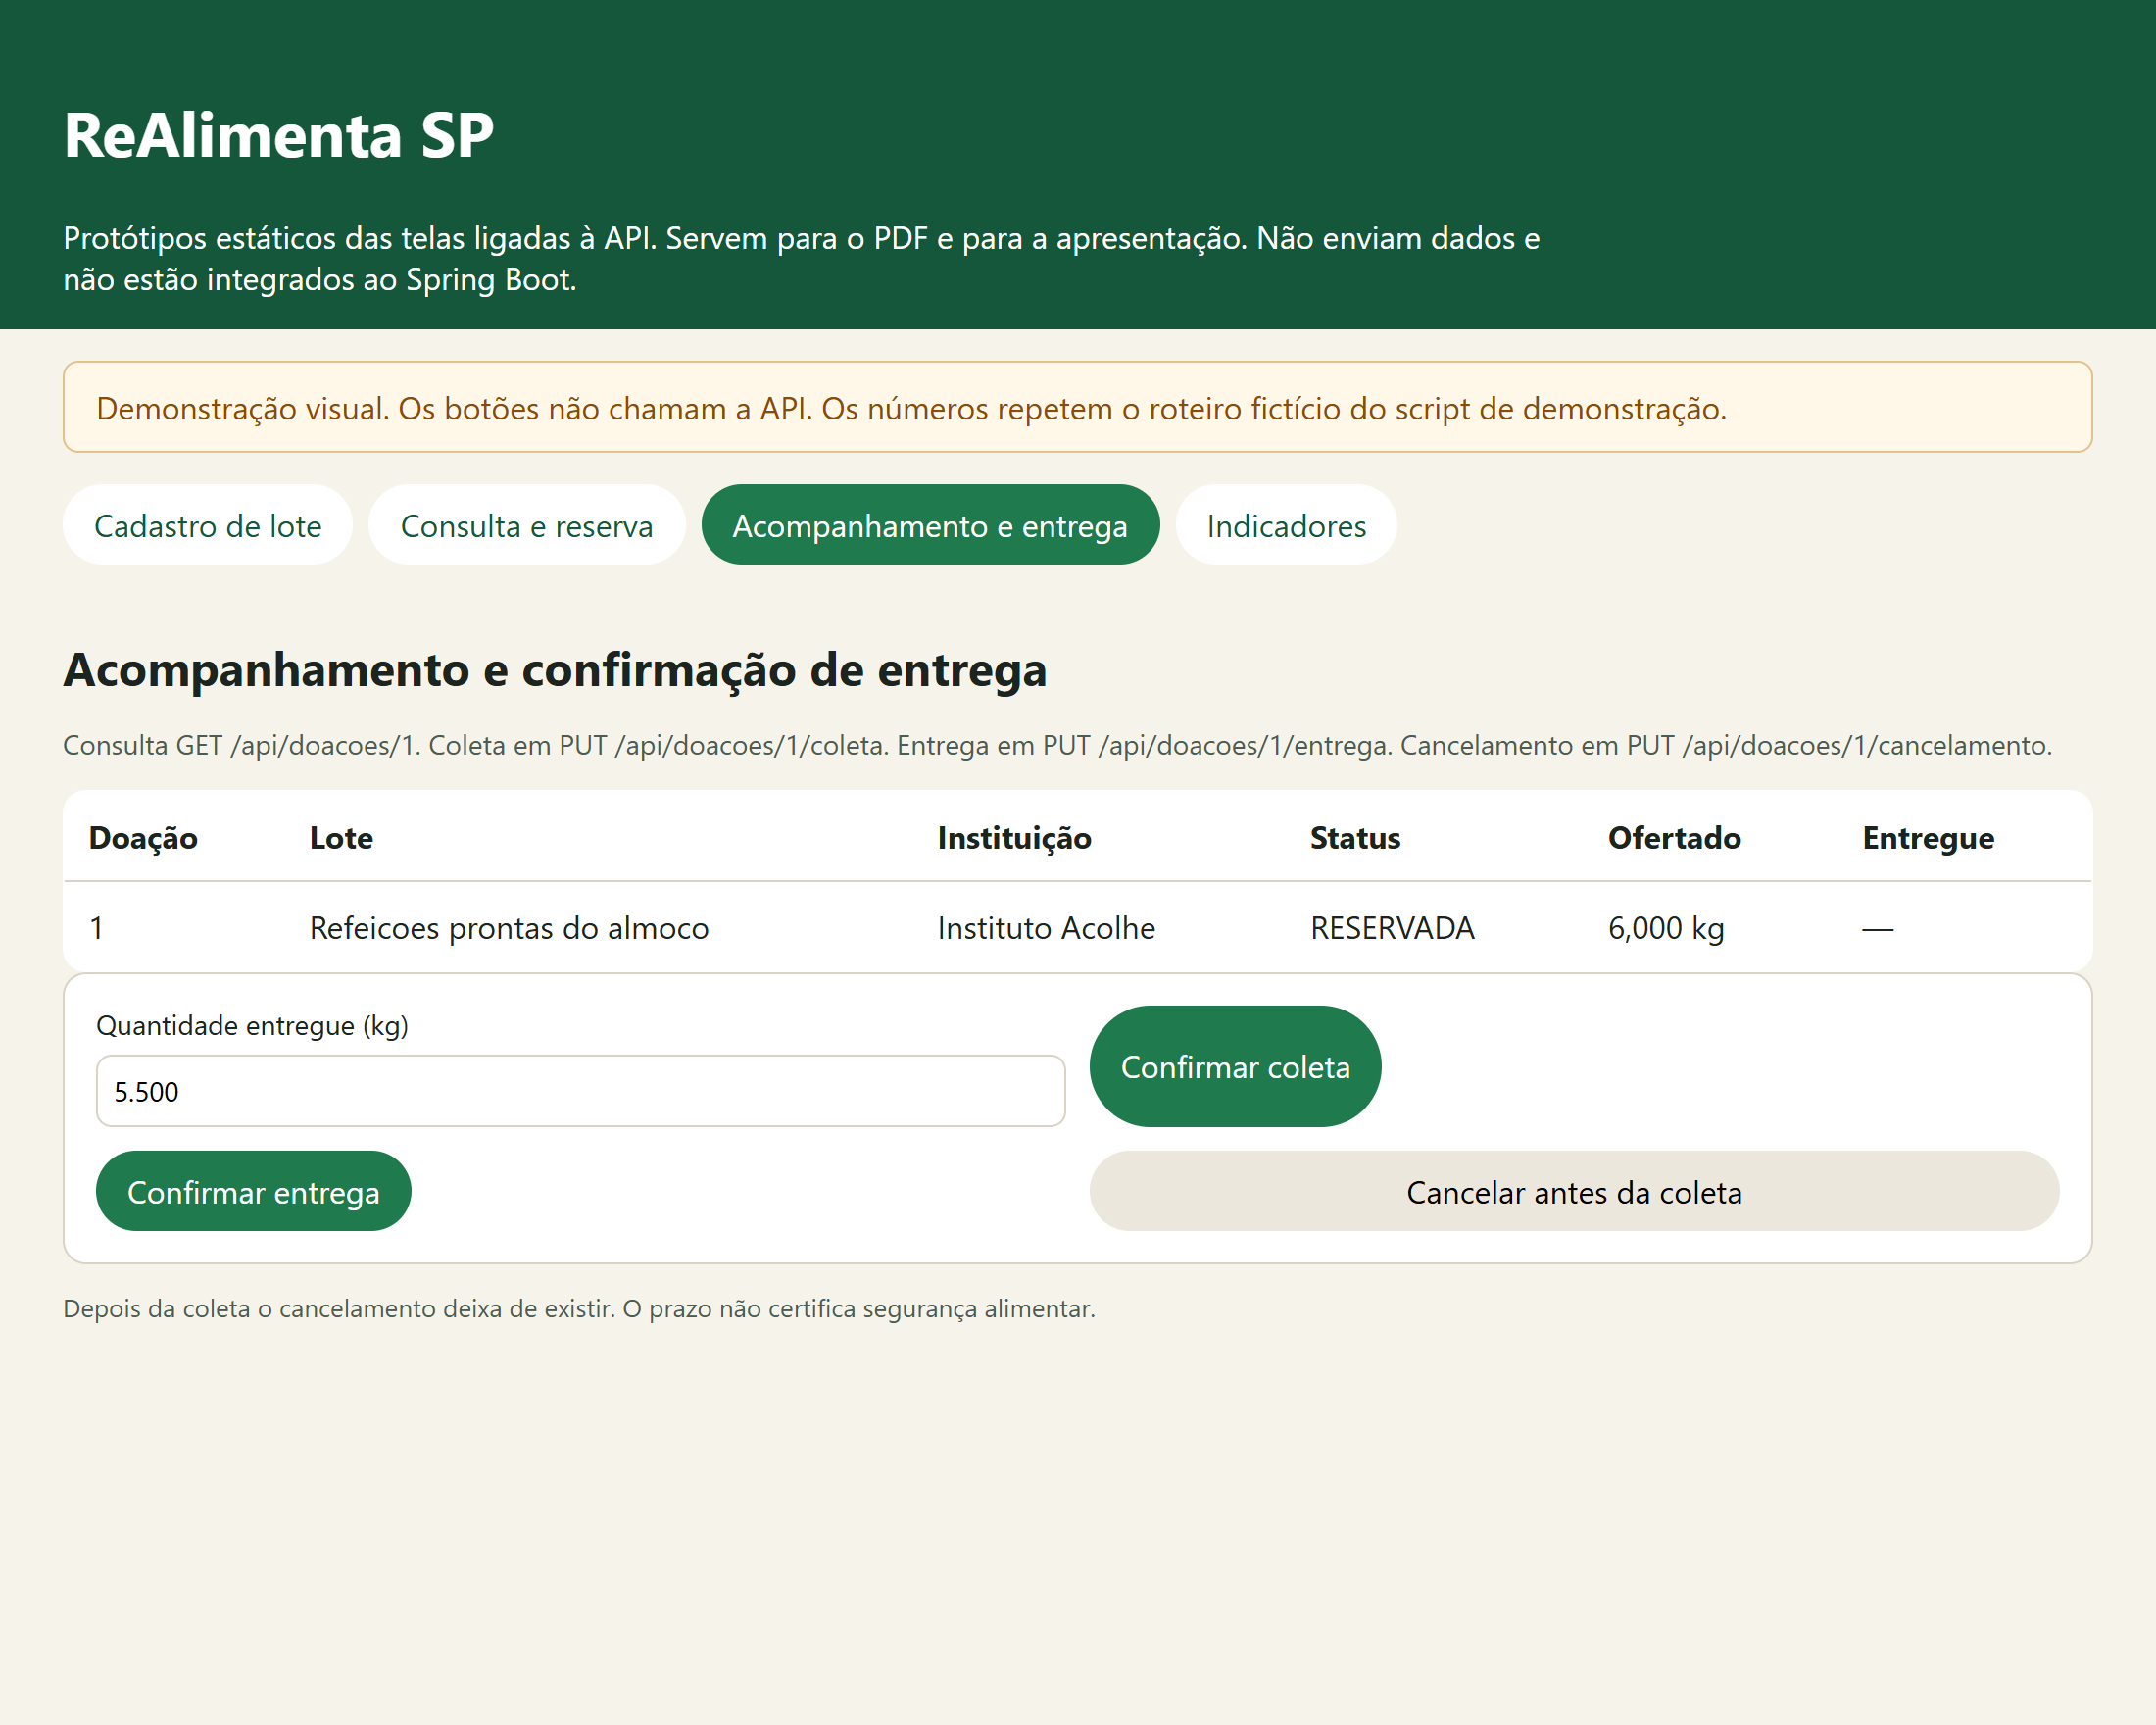 ReAlimenta SP
Protótipos estáticos das telas ligadas à API. Servem para o PDF e para a apresentação. Não enviam dados e
não estão integrados ao Spring Boot.
Demonstração visual. Os botões não chamam a API. Os números repetem o roteiro fictício do script de demonstração.
Cadastro de lote Consulta e reserva Acompanhamento e entrega Indicadores
Acompanhamento e confirmação de entrega
Consulta GET /api/doacoes/1. Coleta em PUT /api/doacoes/1/coleta. Entrega em PUT /api/doacoes/1/entrega. Cancelamento em PUT /api/doacoes/1/cancelamento.
Doação Lote Instituição Status Ofertado Entregue
1 Refeicoes prontas do almoco Instituto Acolhe RESERVADA 6,000 kg —
Quantidade entregue (kg)
5.500
Confirmar coleta
Confirmar entrega Cancelar antes da coleta
Depois da coleta o cancelamento deixa de existir. O prazo não certifica segurança alimentar.